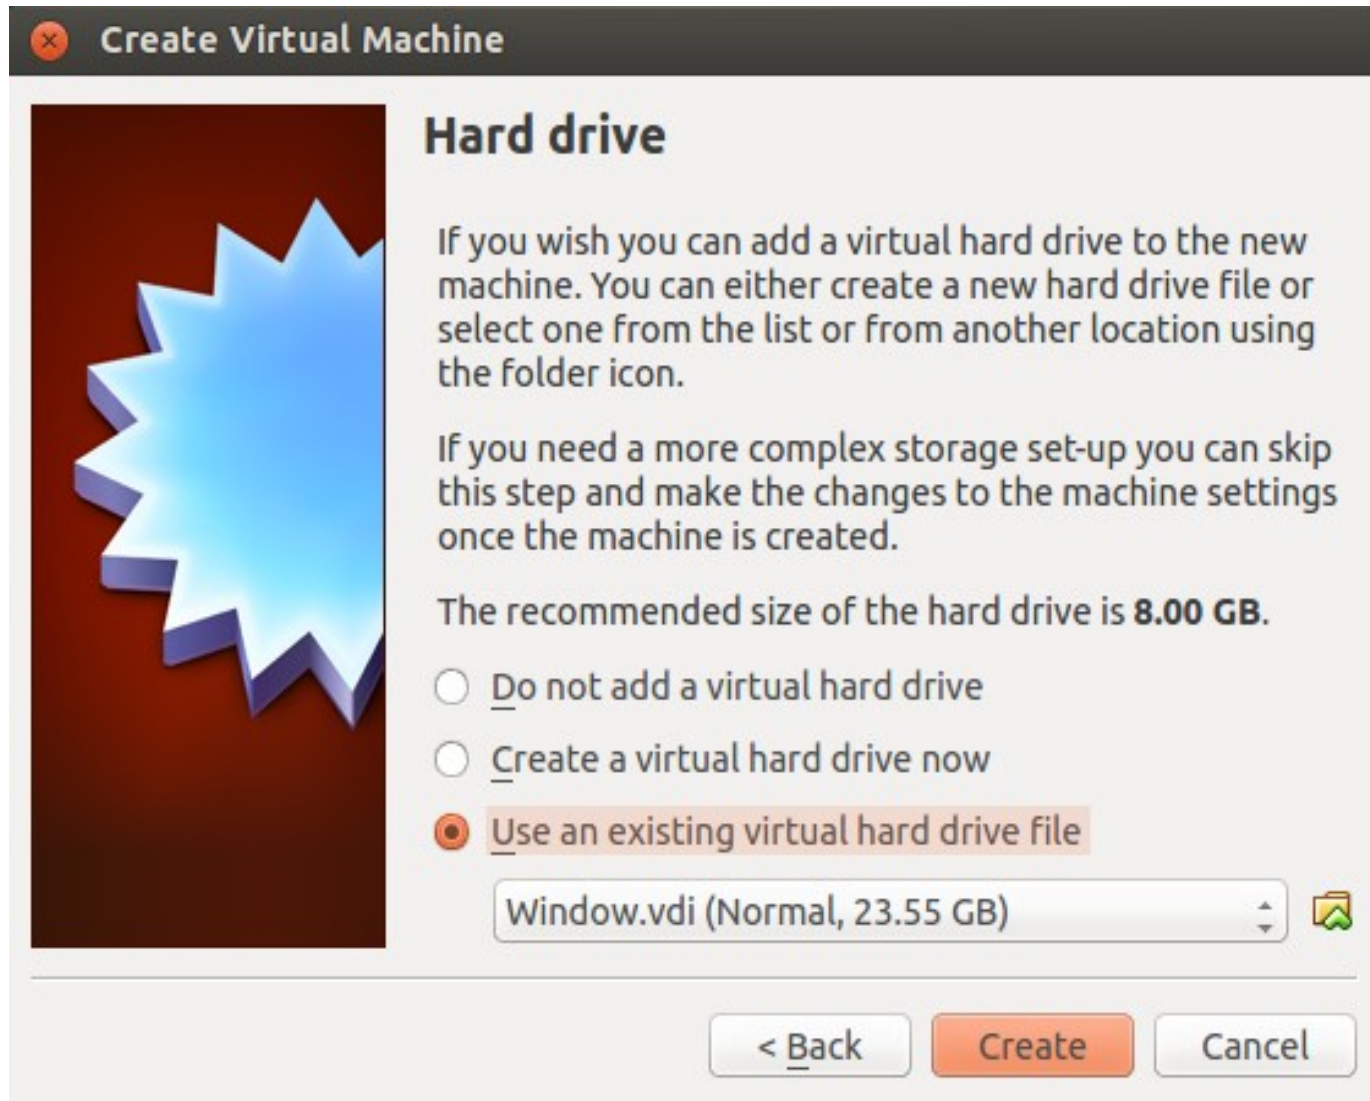 Create Virtual Machine
Hard drive
If you wish you can add a virtual hard drive to the new
machine. You can either create a new hard drive file or
select one from the list or from another location using
the folder icon.
If you need a more complex storage set-up you can skip
this step and make the changes to the machine settings
once the machine is created.
The recommended size of the hard drive is 8.00 GB.
Do not add a virtual hard drive
Create a virtual hard drive now
Use an existing virtual hard drive file
Window.vdi (Normal, 23.55 GB)
< Back
Create
Cancel